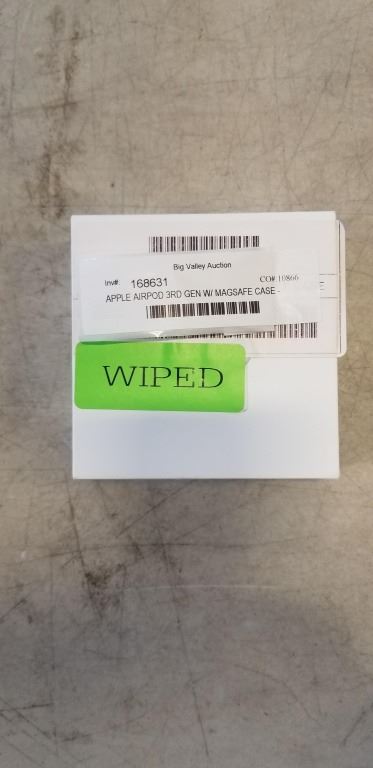 Big Valley Auction
Inv#: 168631 CO#:10866
APPLE AIRPOD 3RD GEN W/ MAGSAFE CASE -
E
WIPED